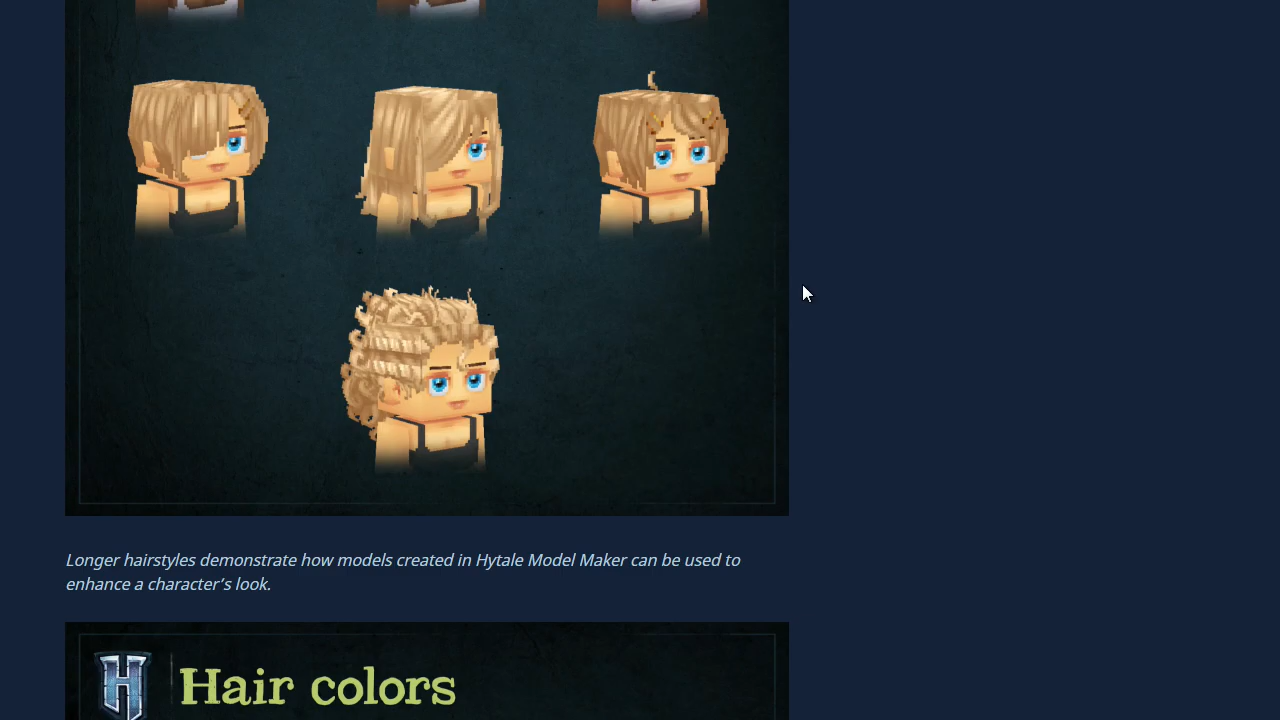 Longer hairstyles demonstrate how models created in Hytale Model Maker can be used to
enhance a character’s look.
H
Hair colors